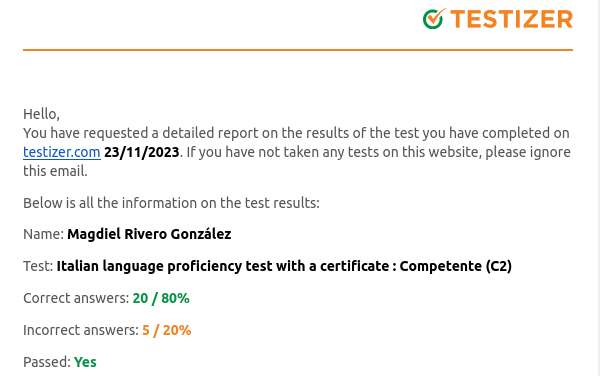 TESTIZER
Hello,
You have requested a detailed report on the results of the test you have completed on
testizer.com 23/11/2023. If you have not taken any tests on this website, please ignore
this email.
Below is all the information on the test results:
Name: Magdiel Rivero González
Test: Italian language proficiency test with a certificate : Competente (C2)
Correct answers: 20 / 80%
Incorrect answers: 5 / 20%
Passed: Yes